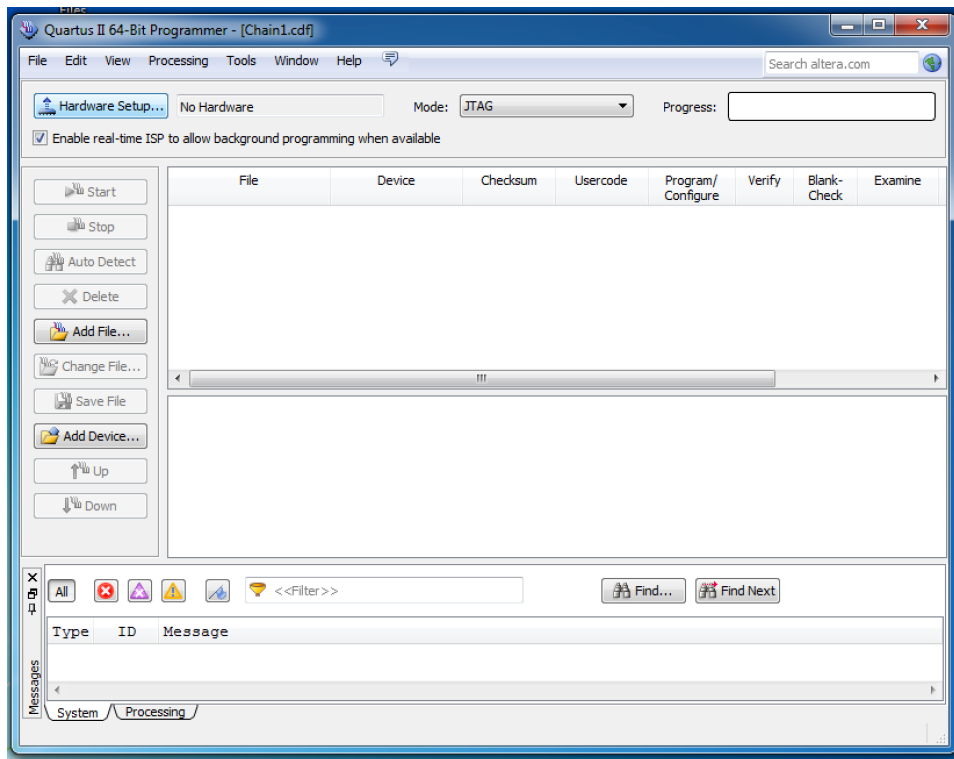 Files
Quartus II 64-Bit Programmer - [Chain1.cdf]
File Edit View Processing Tools Window Help
Search altera.com
Hardware Setup... No Hardware Mode: JTAG Progress:
Enable real-time ISP to allow background programming when available
File Device Checksum Usercode Program/ Configure Verify Blank- Check Examine
Start
Stop
Auto Detect
Delete
Add File...
Change File...
Save File
Add Device...
Up
Down
All <<Filter>> Find... Find Next
Type ID Message
Messages
System Processing